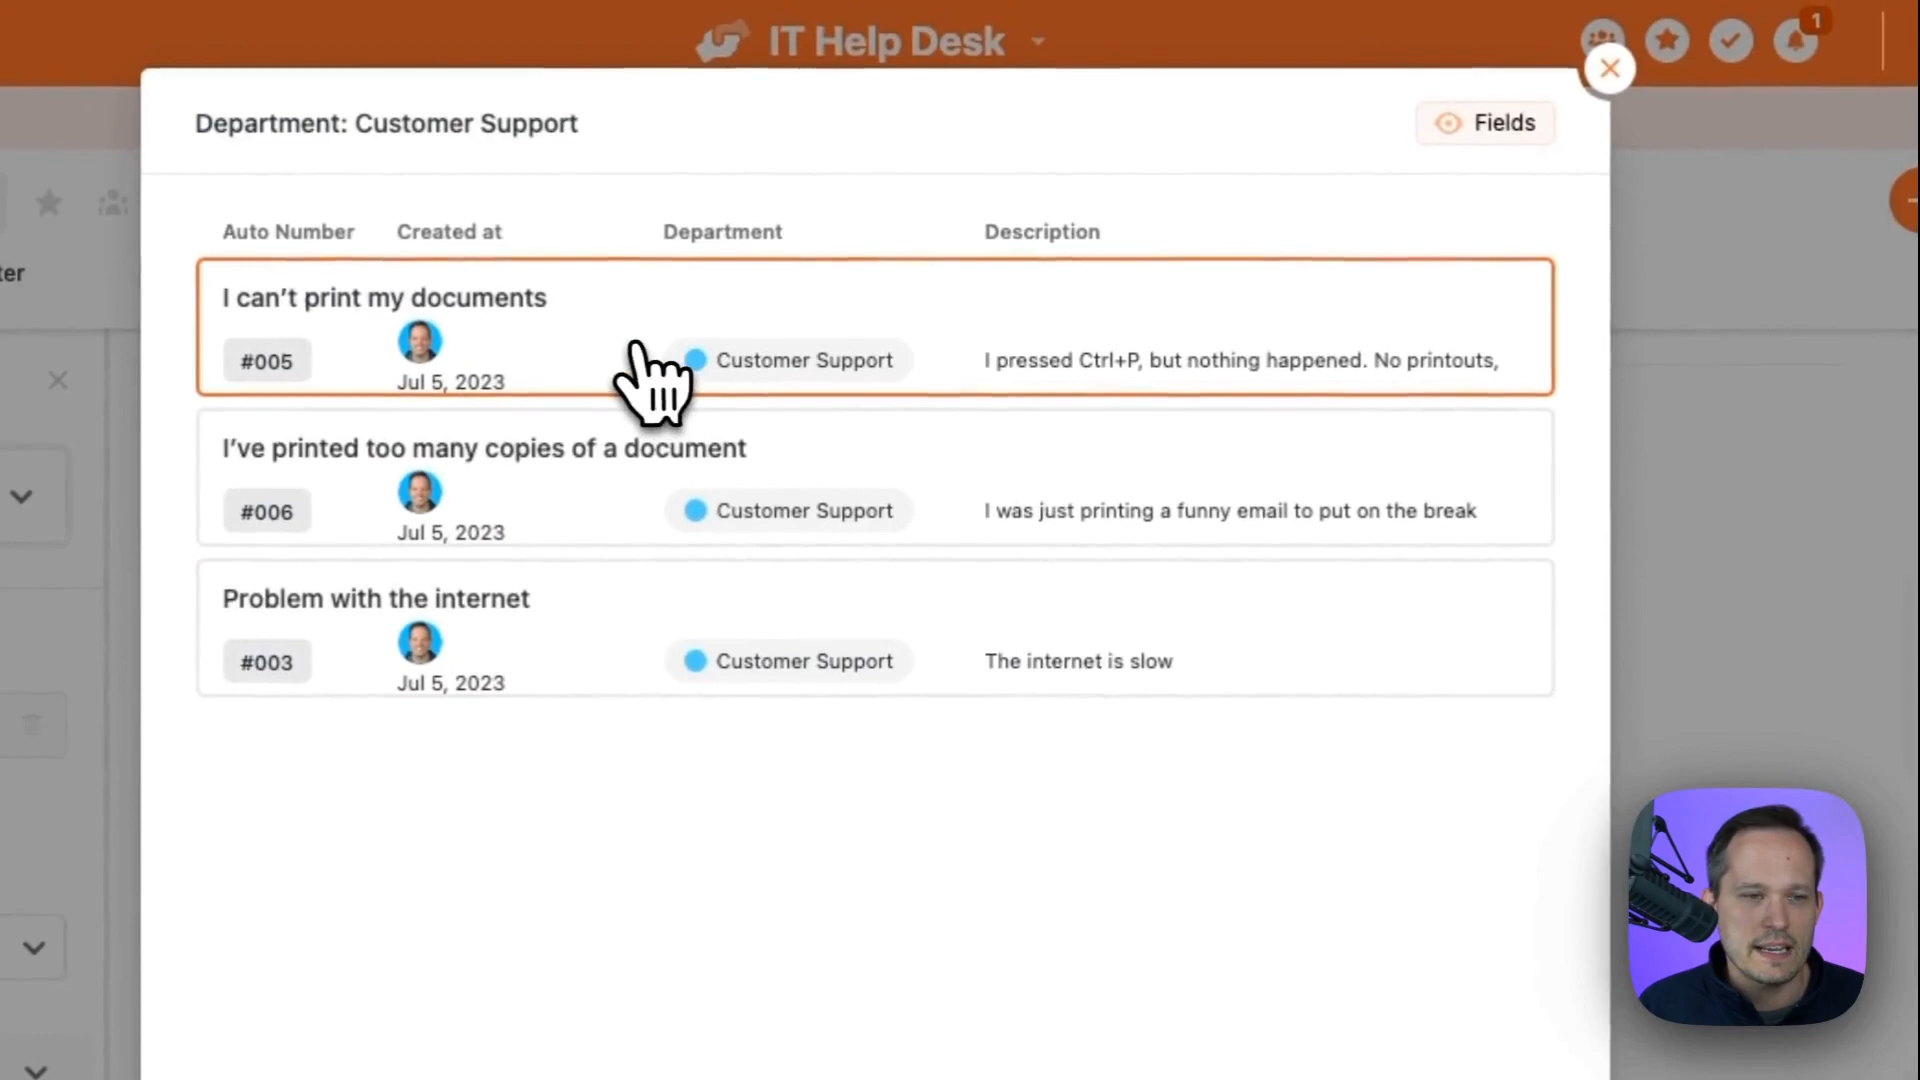 IT Help Desk
1
Department: Customer Support
Fields
Auto Number Created at Department Description
ter
I can’t print my documents
#005 Jul 5, 2023 Customer Support I pressed Ctrl+P, but nothing happened. No printouts,
I’ve printed too many copies of a document
#006 Jul 5, 2023 Customer Support I was just printing a funny email to put on the break
Problem with the internet
#003 Jul 5, 2023 Customer Support The internet is slow